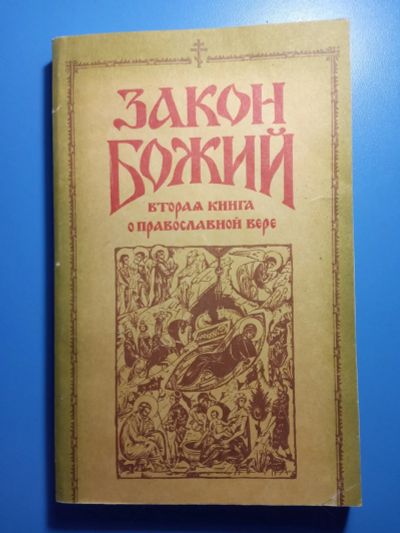 ЗАКОН
БОЖИЙ
ВТОРАЯ КНИГА
О ПРАВОСЛАВНОЙ ВЕРЕ